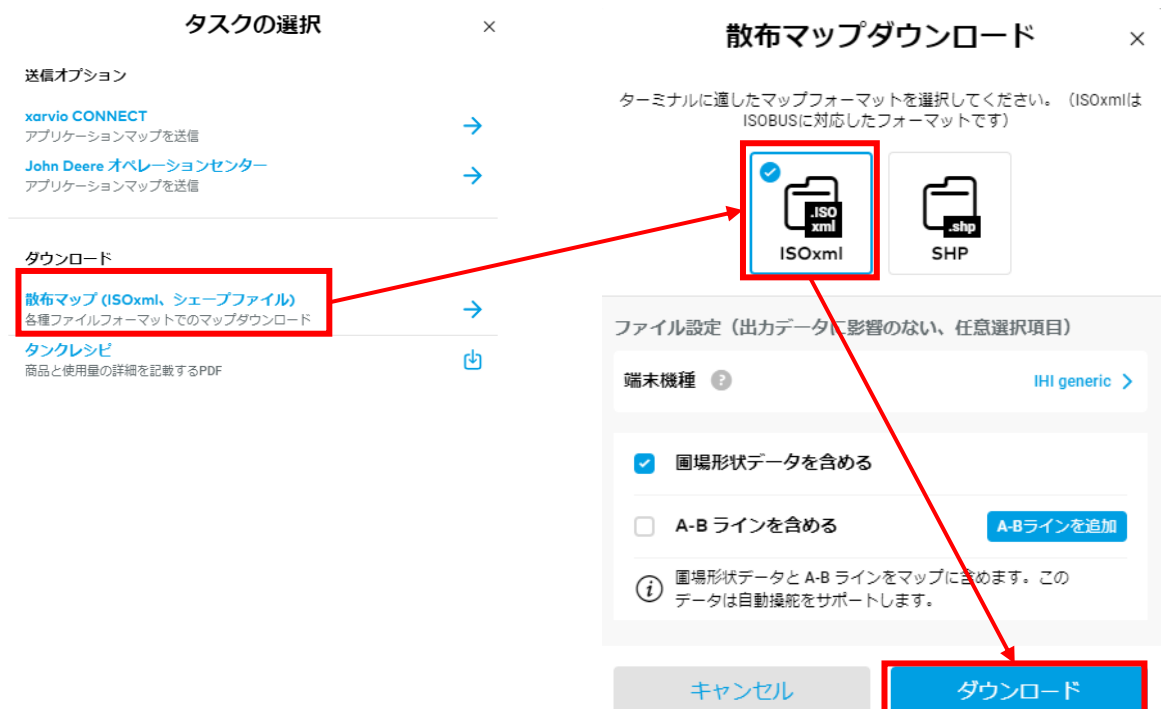 タスクの選択
送信オプション
xarvio CONNECT
アプリケーションマップを送信
John Deere オペレーションセンター
アプリケーションマップを送信
ダウンロード
散布マップ (ISOxml、シェープファイル)
各種ファイルフォーマットでのマップダウンロード
タンクレシピ
商品と使用量の詳細を記載するPDF
散布マップダウンロード
ターミナルに適したマップフォーマットを選択してください。（ISOxmlは
ISOBUSに対応したフォーマットです）
.ISO
xml
ISOxml
.shp
SHP
ファイル設定（出力データに影響のない、任意選択項目）
端末機種 ?
IHI generic
圃場形状データを含める
A-B ラインを含める
A-Bラインを追加
圃場形状データと A-B ラインをマップに含めます。この
データは自動操舵をサポートします。
キャンセル
ダウンロード